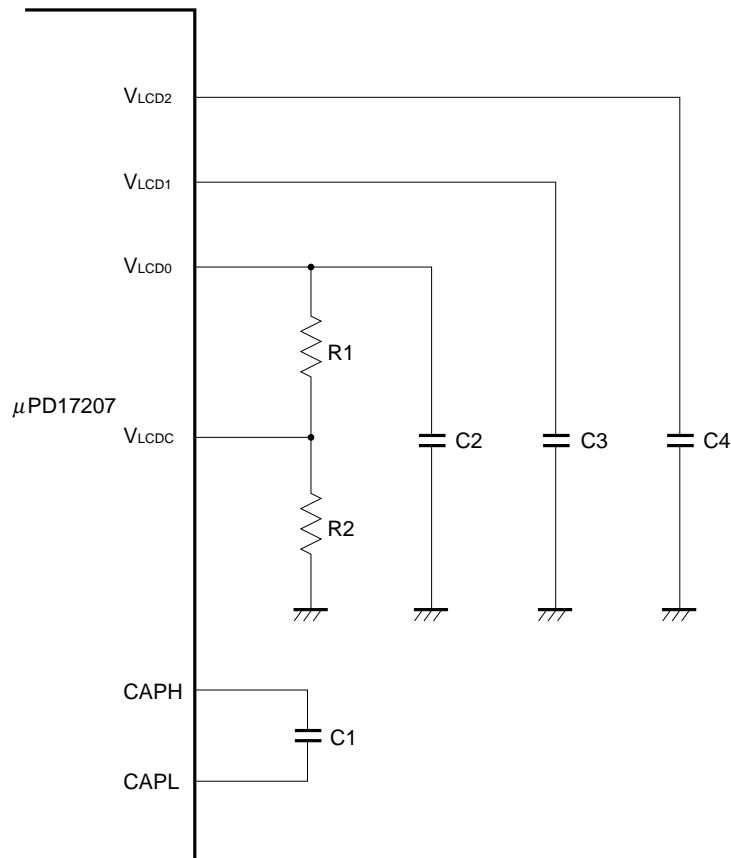 VLCD2
VLCD1
VLCD0
R1
μPD17207
VLCDC
C2
C3
C4
R2
CAPH
C1
CAPL